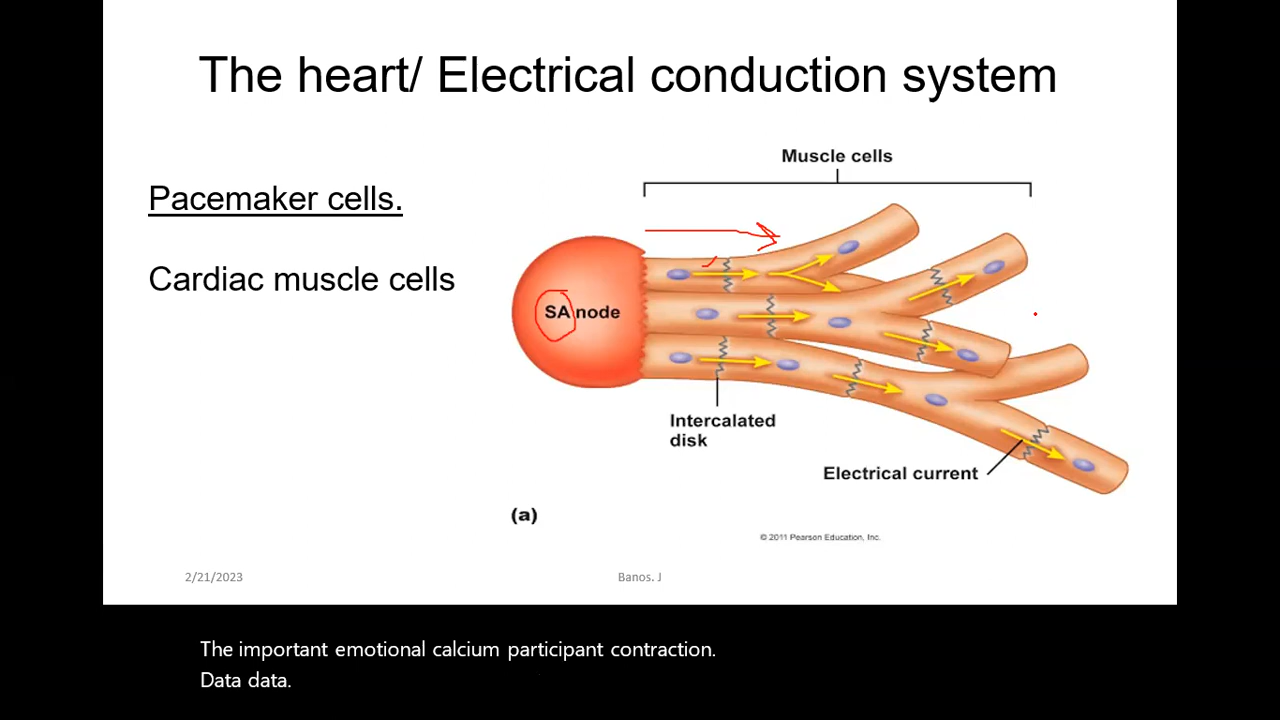 The heart/ Electrical conduction system
Pacemaker cells.
Cardiac muscle cells
Muscle cells
SA node
Intercalated
disk
Electrical current
(a)
© 2011 Pearson Education, Inc.
2/21/2023
Banos. J
The important emotional calcium participant contraction.
Data data.